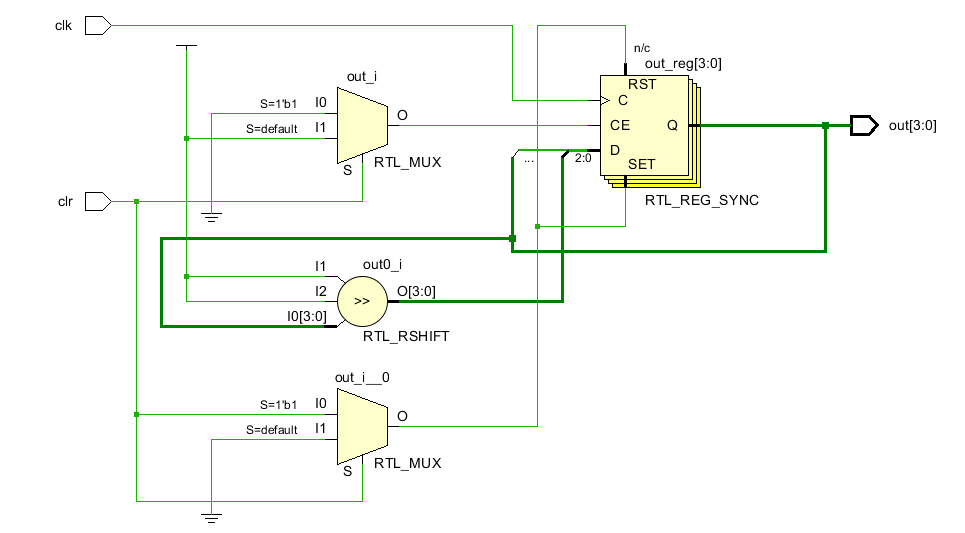 clk
n/c
out_reg[3:0]
RST
C
CE
Q
D
SET
...
2:0
RTL_REG_SYNC
out[3:0]
out_i
S=1'b1
I0
S=default
I1
O
S
RTL_MUX
clr
out0_i
I1
I2
I0[3:0]
>>
O[3:0]
RTL_RSHIFT
out_i__0
S=1'b1
I0
S=default
I1
O
S
RTL_MUX